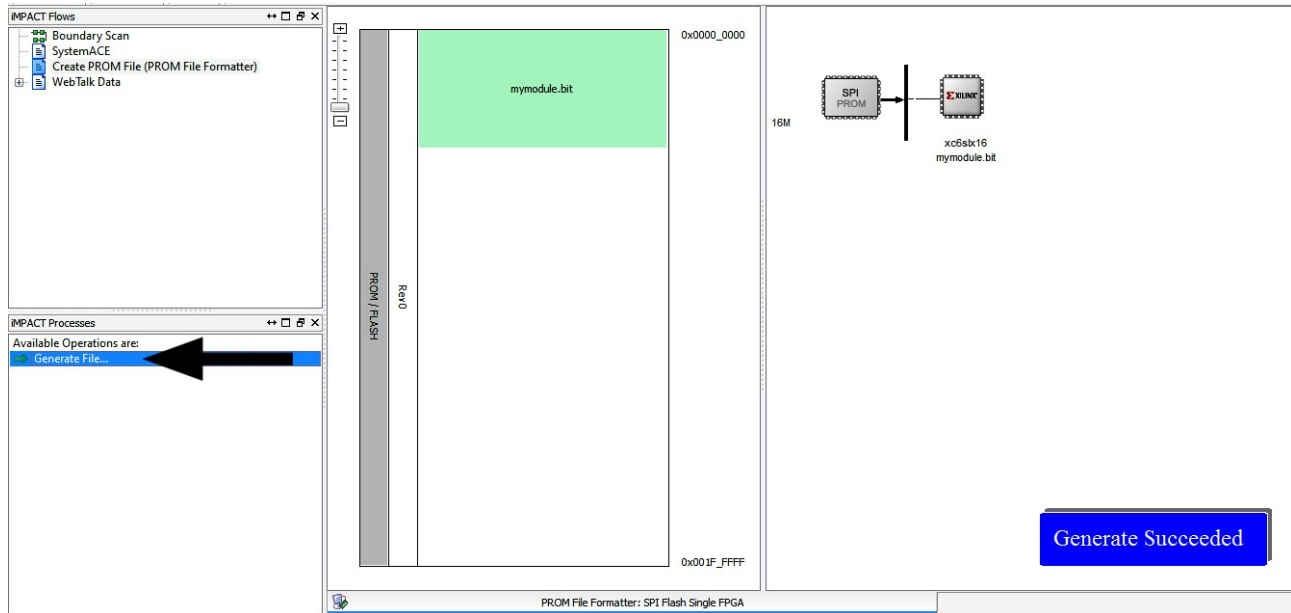 iMPACT Flows
Boundary Scan
SystemACE
Create PROM File (PROM File Formatter)
WebTalk Data
iMPACT Processes
Available Operations are:
Generate File...
PROM / FLASH
Rev0
mymodule.bit
0x0000_0000
0x001F_FFFF
PROM File Formatter: SPI Flash Single FPGA
16M
SPI
PROM
XILINX
xc6slx16
mymodule.bit
Generate Succeeded